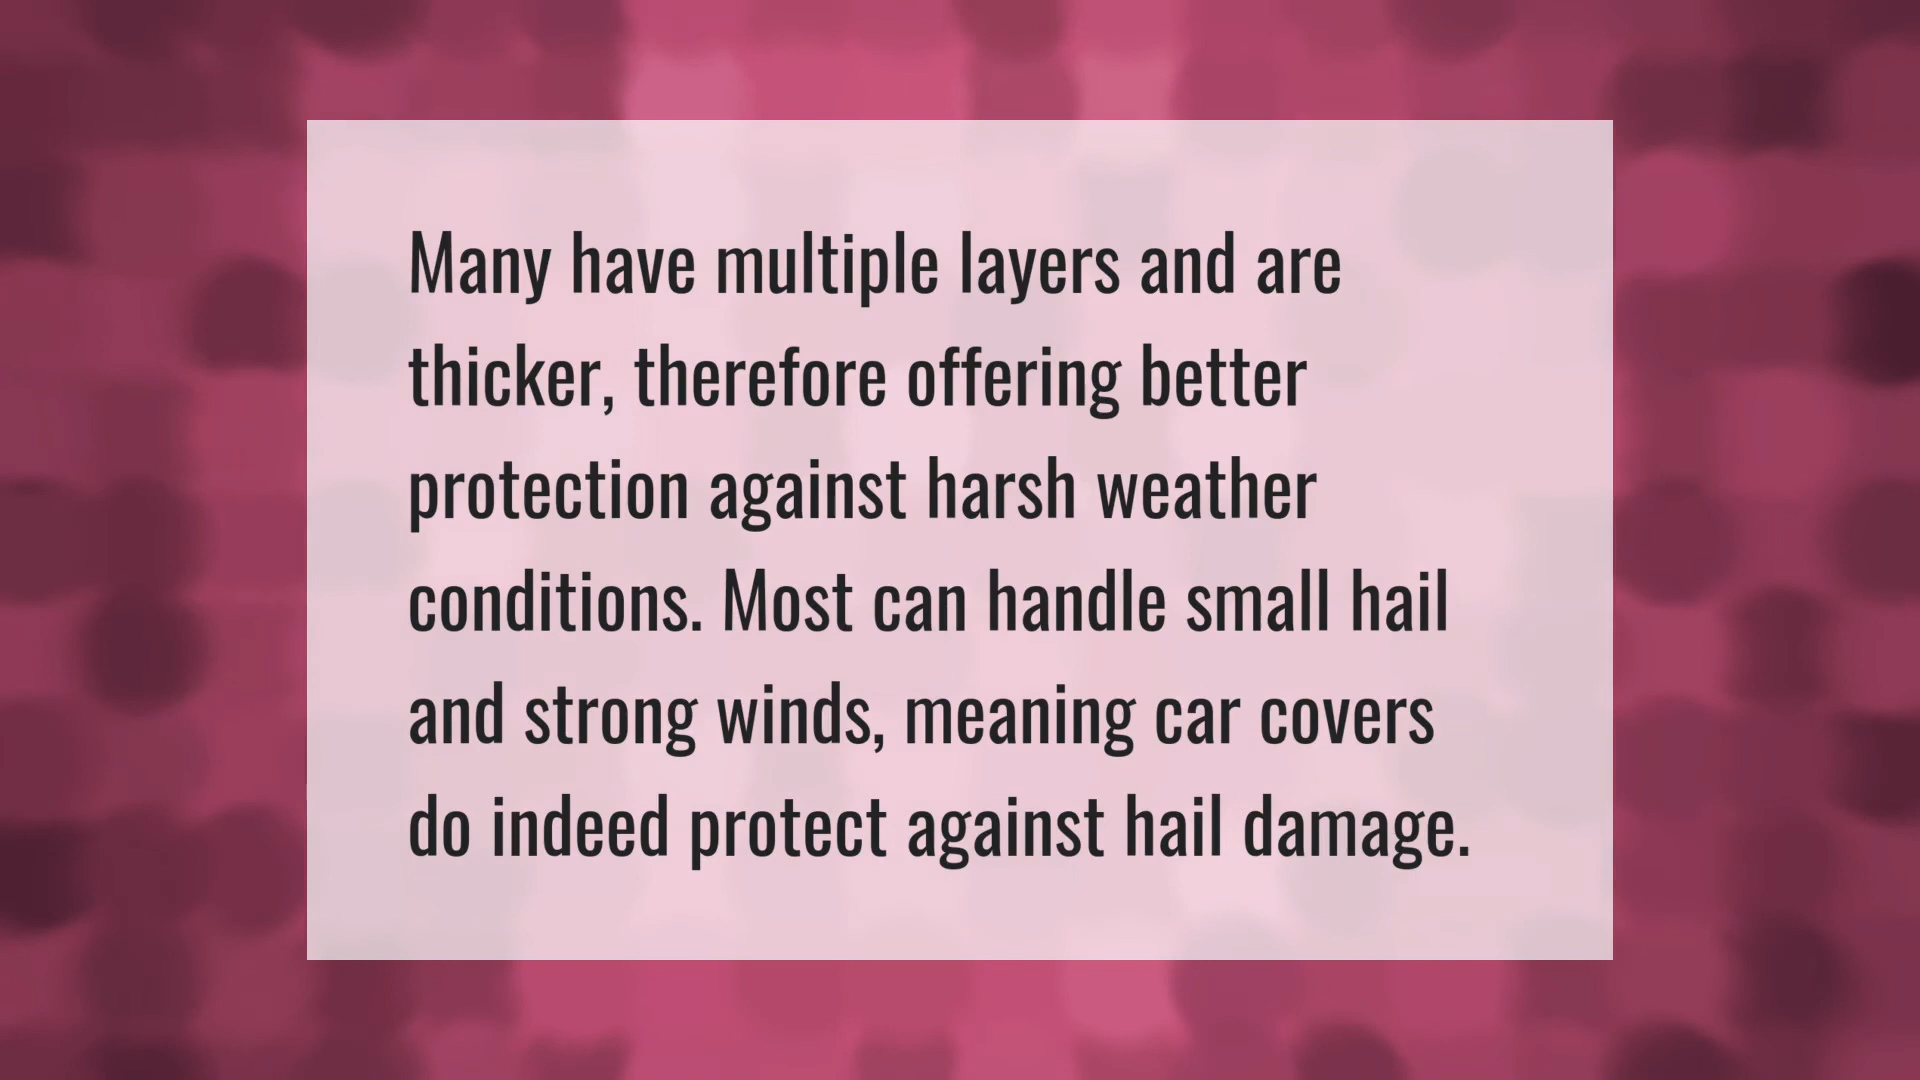 Many have multiple layers and are
thicker, therefore offering better
protection against harsh weather
conditions. Most can handle small hail
and strong winds, meaning car covers
do indeed protect against hail damage.